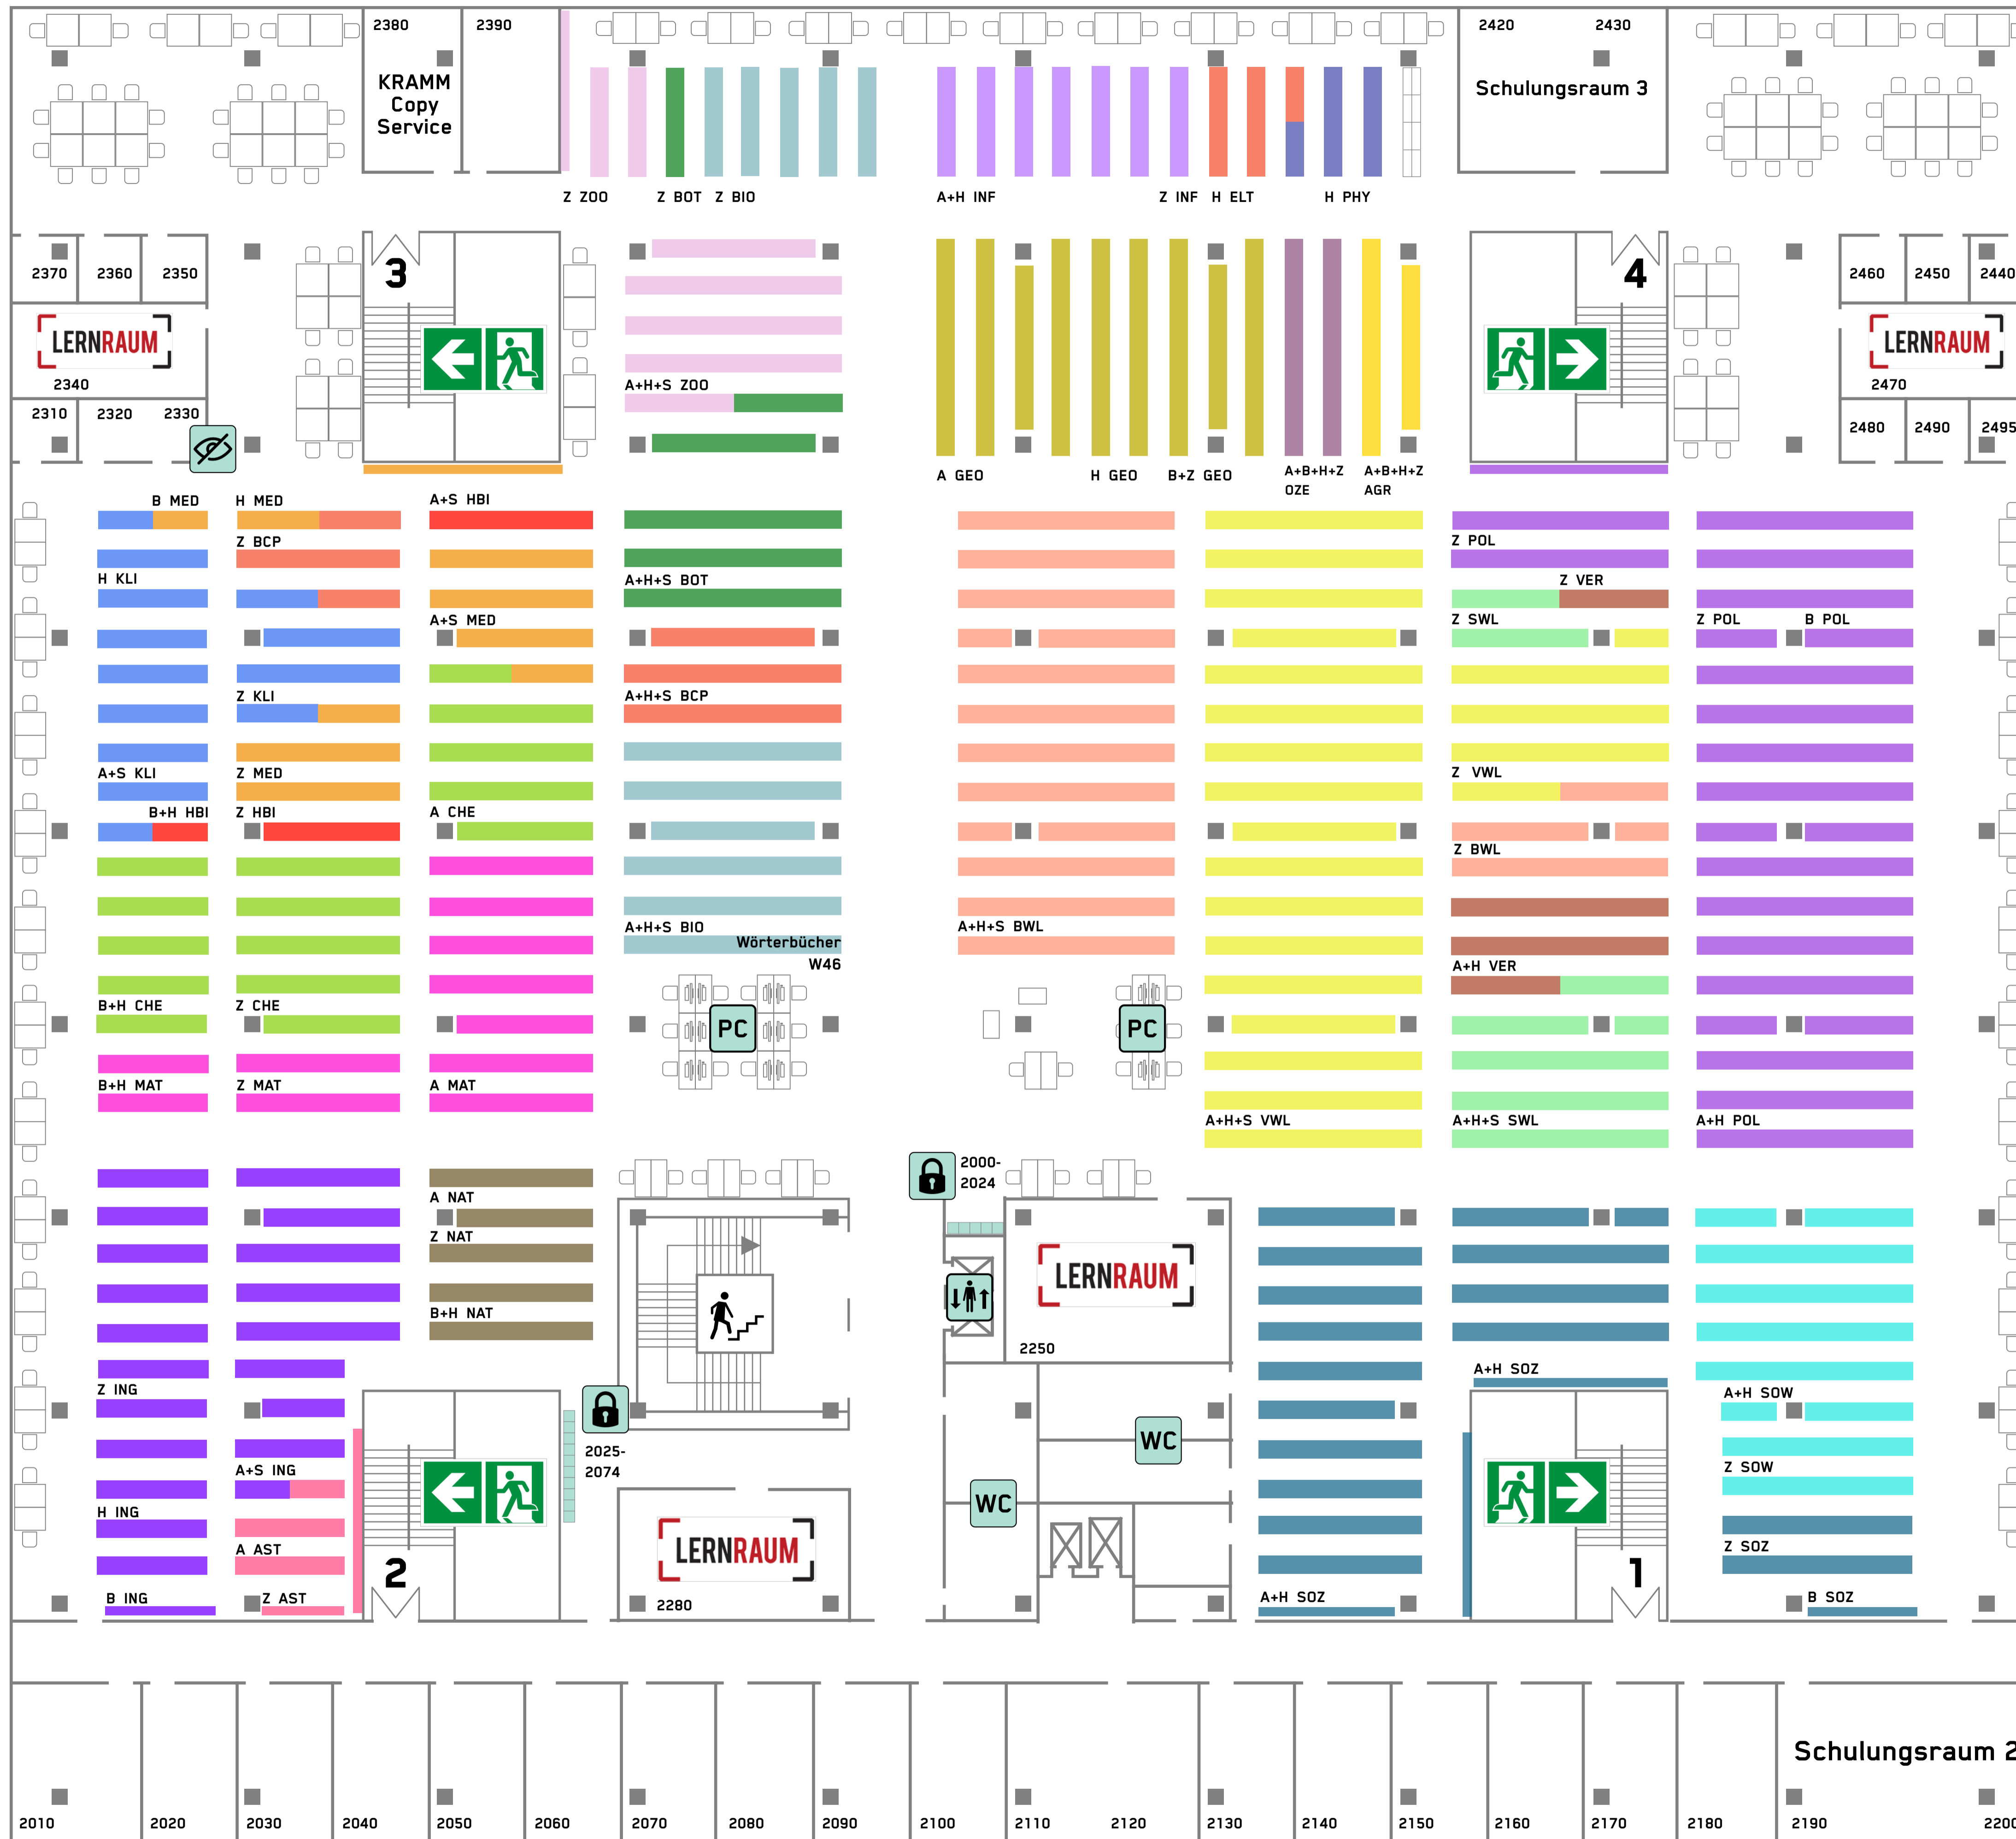 2380
2390
2420
2430
KRAMM
Copy
Service
Schulungsraum 3
Z ZOO
Z BOT
Z BIO
A+H INF
Z INF
H ELT
H PHY
2370
2360
2350
3
4
2460
2450
2440
LERNRAUM
LERNRAUM
2340
A+H+S ZOO
2470
2310
2320
2330
2480
2490
2495
A GEO
H GEO
B+Z GEO
A+B+H+Z
OZE
A+B+H+Z
AGR
B MED
H MED
A+S HBI
Z BCP
Z POL
H KLI
A+H+S BOT
Z VER
A+S MED
Z SWL
Z POL
B POL
Z KLI
A+H+S BCP
A+S KLI
Z MED
Z VWL
B+H HBI
Z HBI
A CHE
Z BWL
A+H+S BIO
A+H+S BWL
Wörterbücher
W46
A+H VER
B+H CHE
Z CHE
PC
PC
B+H MAT
Z MAT
A MAT
A+H+S VWL
A+H+S SWL
A+H POL
2000-
2024
A NAT
Z NAT
LERNRAUM
B+H NAT
2250
A+H SOZ
Z ING
A+H SOW
2025-
2074
WC
A+S ING
Z SOW
WC
H ING
A AST
LERNRAUM
Z SOZ
2
1
B ING
Z AST
2280
A+H SOZ
B SOZ
Schulungsraum 2
2010
2020
2030
2040
2050
2060
2070
2080
2090
2100
2110
2120
2130
2140
2150
2160
2170
2180
2190